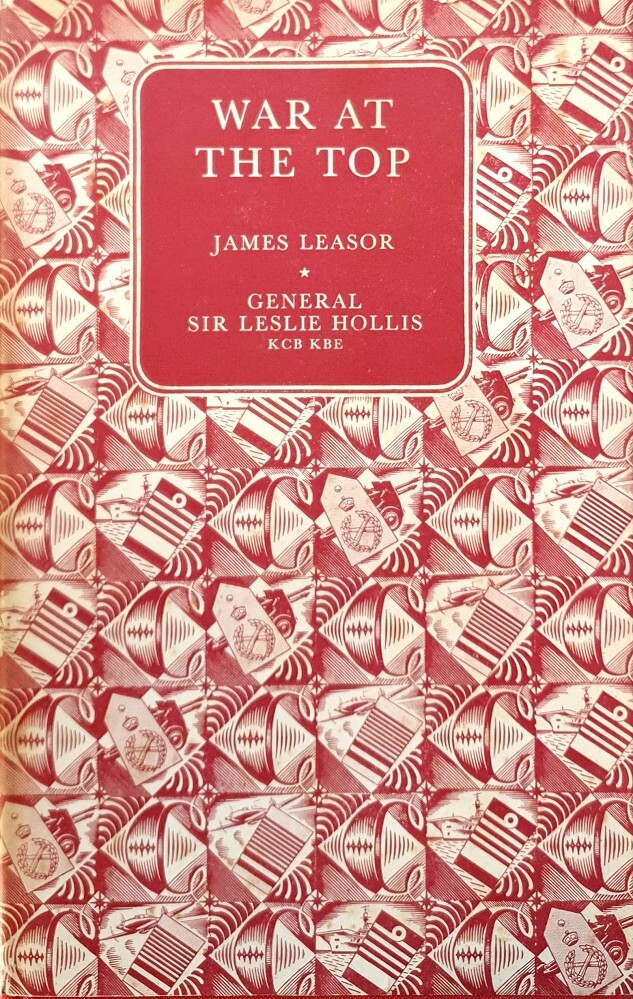 WAR AT
THE TOP
JAMES LEASOR
★
GENERAL
SIR LESLIE HOLLIS
KCB KBE